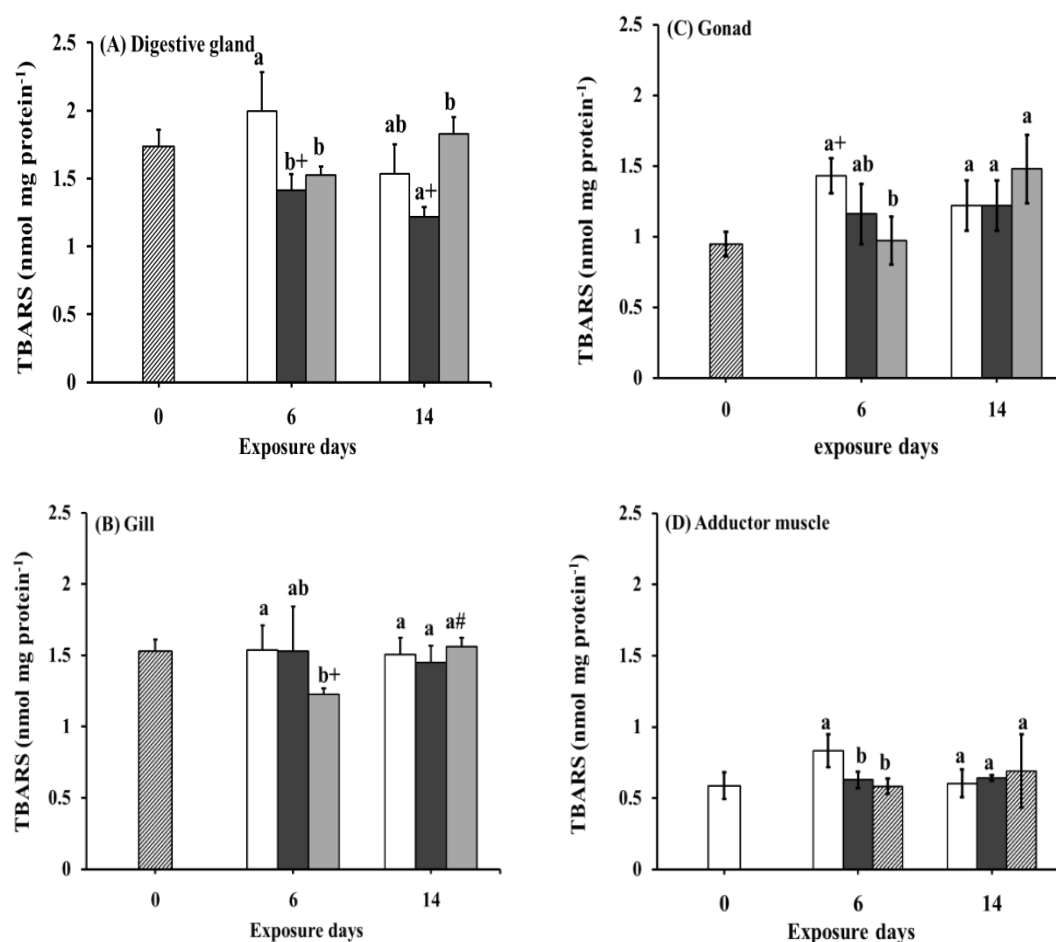 (A) Digestive gland
TBARS (nmol mg protein-1)
2.5
2
1.5
1
0.5
0
a
b+
b
ab
a+
b
0
6
14
Exposure days
(C) Gonad
TBARS (nmol mg protein-1)
2.5
2
1.5
1
0.5
0
a+
ab
b
a
a
a
0
6
14
exposure days
(B) Gill
TBARS (nmol mg protein-1)
2.5
2
1.5
1
0.5
0
a
ab
b+
a
a
a#
0
6
14
Exposure days
(D) Adductor muscle
TBARS (nmol mg protein-1)
2.5
2
1.5
1
0.5
0
a
b
b
a
a
a
0
6
14
Exposure days